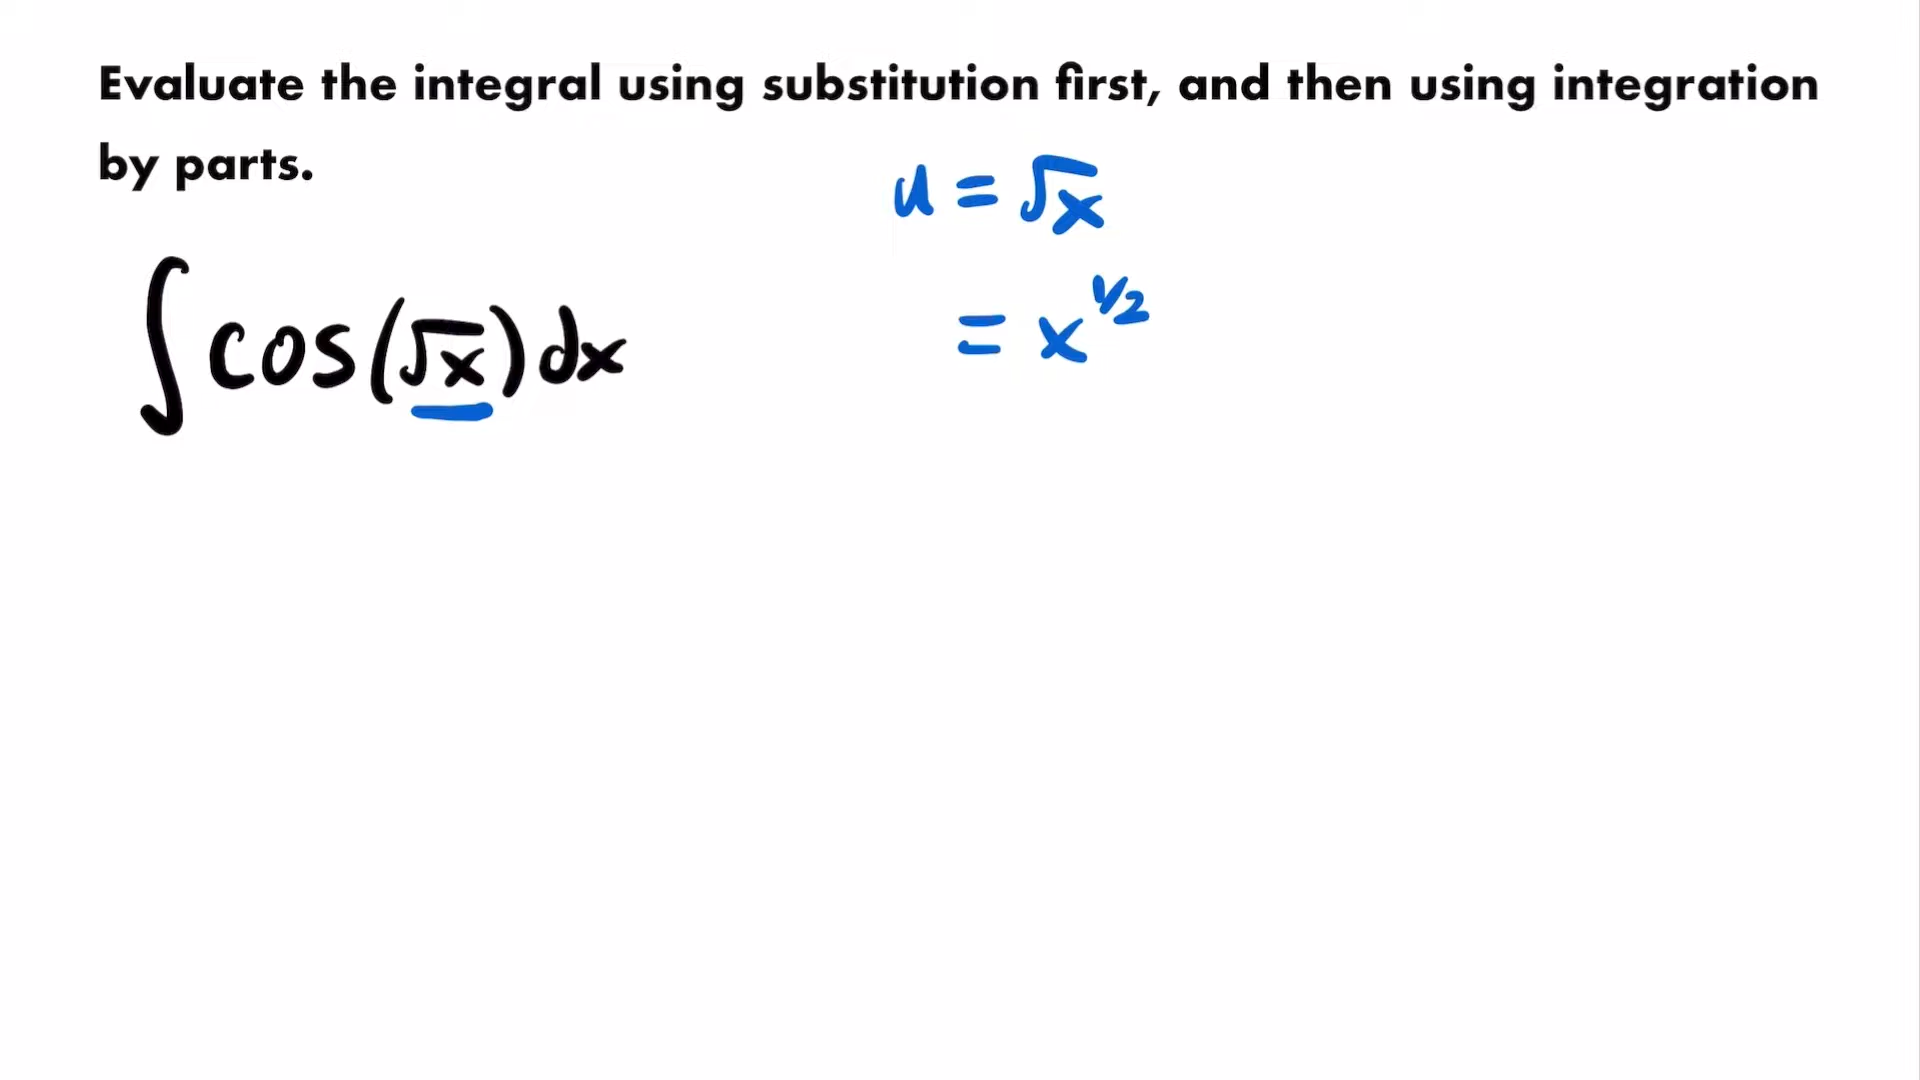 Evaluate the integral using substitution first, and then using integration
by parts.
u = √x
= x^1/2
∫cos(√x)dx